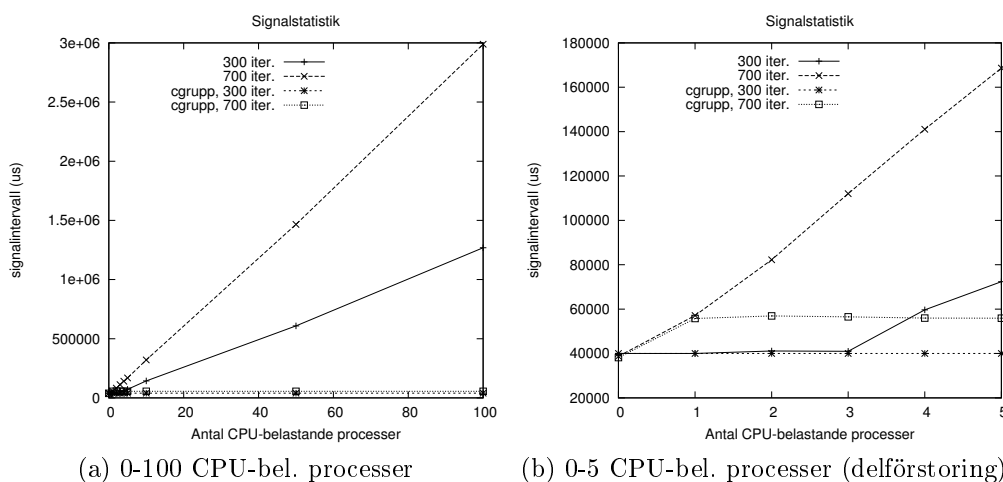 Signalstatistik
3e+06
2.5e+06
2e+06
1.5e+06
1e+06
500000
0
signalintervall (us)
300 iter.
700 iter.
cgrupp, 300 iter.
cgrupp, 700 iter.
0 20 40 60 80 100
Antal CPU-belastande processer
(a) 0-100 CPU-bel. processer
Signalstatistik
180000
160000
140000
120000
100000
80000
60000
40000
20000
signalintervall (us)
300 iter.
700 iter.
cgrupp, 300 iter.
cgrupp, 700 iter.
0 1 2 3 4 5
Antal CPU-belastande processer
(b) 0-5 CPU-bel. processer (delförstoring)